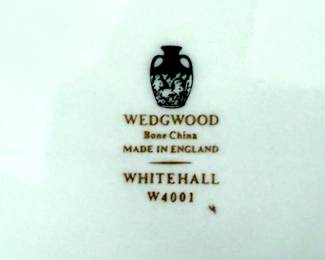 WEDGWOOD
Bone China
MADE IN ENGLAND
WHITEHALL
W4001